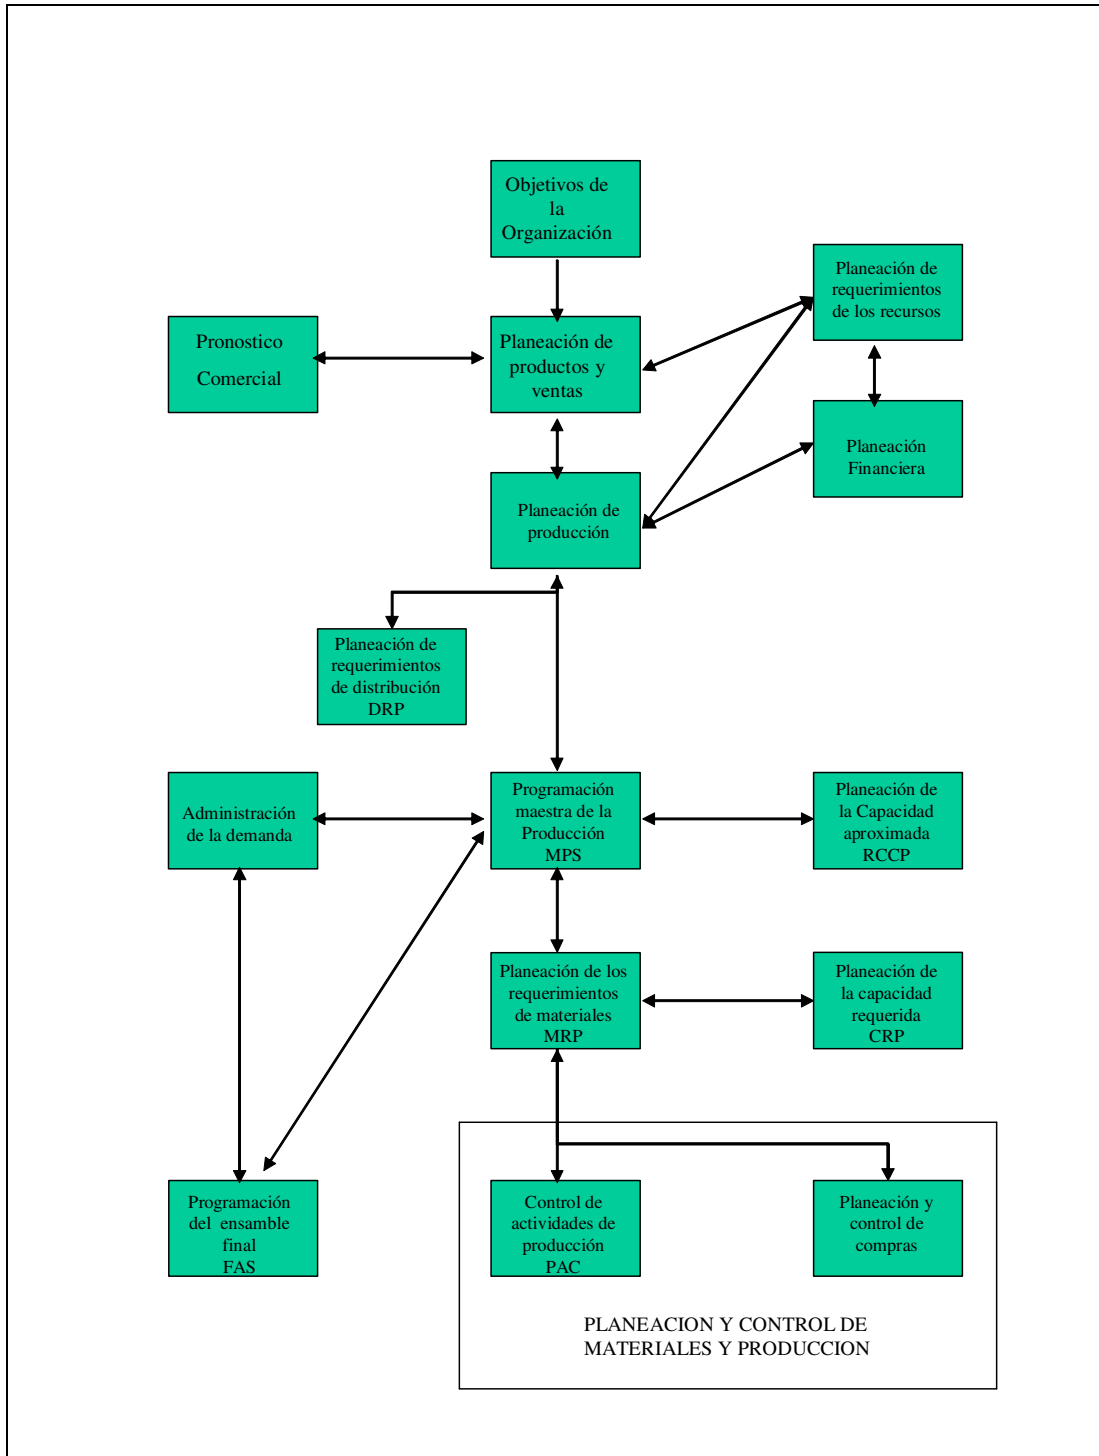 Objetivos de
la
Organización
Planeación de
requerimientos
de los recursos
Pronostico
Comercial
Planeación de
productos y
ventas
Planeación
Financiera
Planeación de
producción
Planeación de
requerimientos
de distribución
DRP
Administración
de la demanda
Programación
maestra de la
Producción
MPS
Planeación de
la Capacidad
aproximada
RCCP
Planeación de los
requerimientos
de materiales
MRP
Planeación de
la capacidad
requerida
CRP
Programación
del ensamble
final
FAS
Control de
actividades de
producción
PAC
Planeación y
control de
compras
PLANEACION Y CONTROL DE
MATERIALES Y PRODUCCION